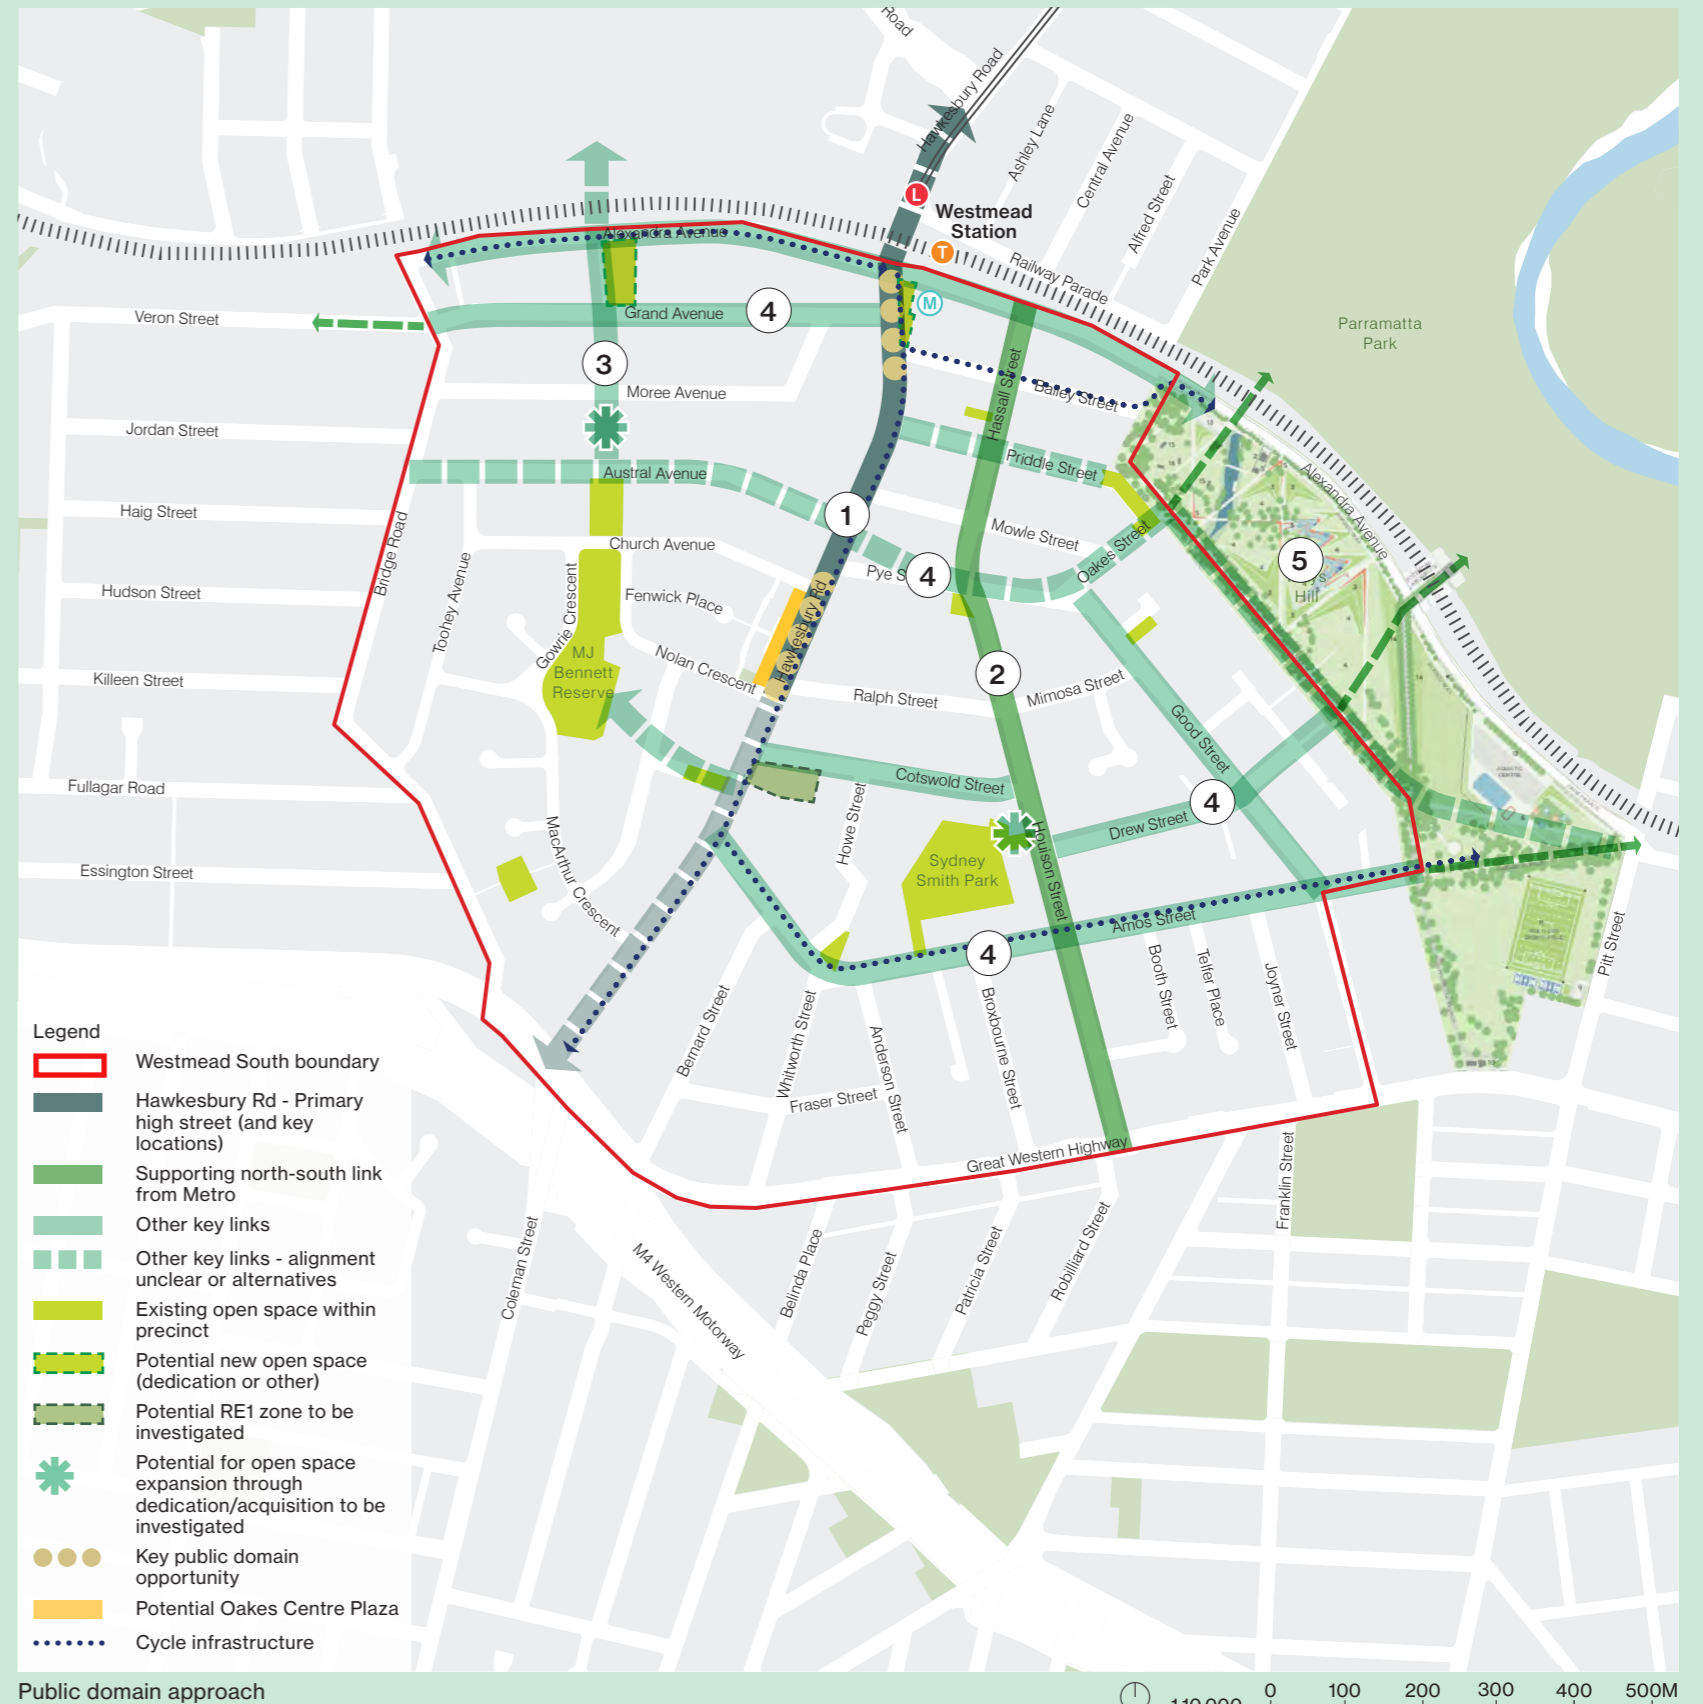 Road
Hawkesbury Road
Ashley Lane
Central Avenue
Alfred Street
Park Avenue
L
Westmead
Station
T
Railway Parade
Parramatta
Park
Alexandra Avenue
M
Veron Street
Grand Avenue
4
3
Moree Avenue
Hassall Street
Bailey Street
Jordan Street
Austral Avenue
Priddle Street
Alexandra Avenue
Haig Street
Bridge Road
1
Mowle Street
Oakes Street
Church Avenue
Pye S
4
5
Hill
Hudson Street
Toohey Avenue
Gowrie Crescent
Fenwick Place
Hawkesbury Rd
MJ
Bennett
Reserve
Nolan Crescent
Killeen Street
Ralph Street
2
Mimosa Street
Good Street
Fullagar Road
Cotswold Street
4
Drew Street
MacArthur Crescent
Howe Street
Houison Street
Sydney
Smith Park
Essington Street
Amos Street
4
Pitt Street
Booth Street
Telfer Place
Joyner Street
Bernard Street
Whitworth Street
Anderson Street
Broxbourne Street
Fraser Street
Great Western Highway
Franklin Street
Coleman Street
M4 Western Motorway
Belinda Place
Peggy Street
Patricia Street
Robilliard Street
Legend
Westmead South boundary
Hawkesbury Rd - Primary
high street (and key
locations)
Supporting north-south link
from Metro
Other key links
Other key links - alignment
unclear or alternatives
Existing open space within
precinct
Potential new open space
(dedication or other)
Potential RE1 zone to be
investigated
Potential for open space
expansion through
dedication/acquisition to be
investigated
Key public domain
opportunity
Potential Oakes Centre Plaza
Cycle infrastructure
Public domain approach
0 100 200 300 400 500M